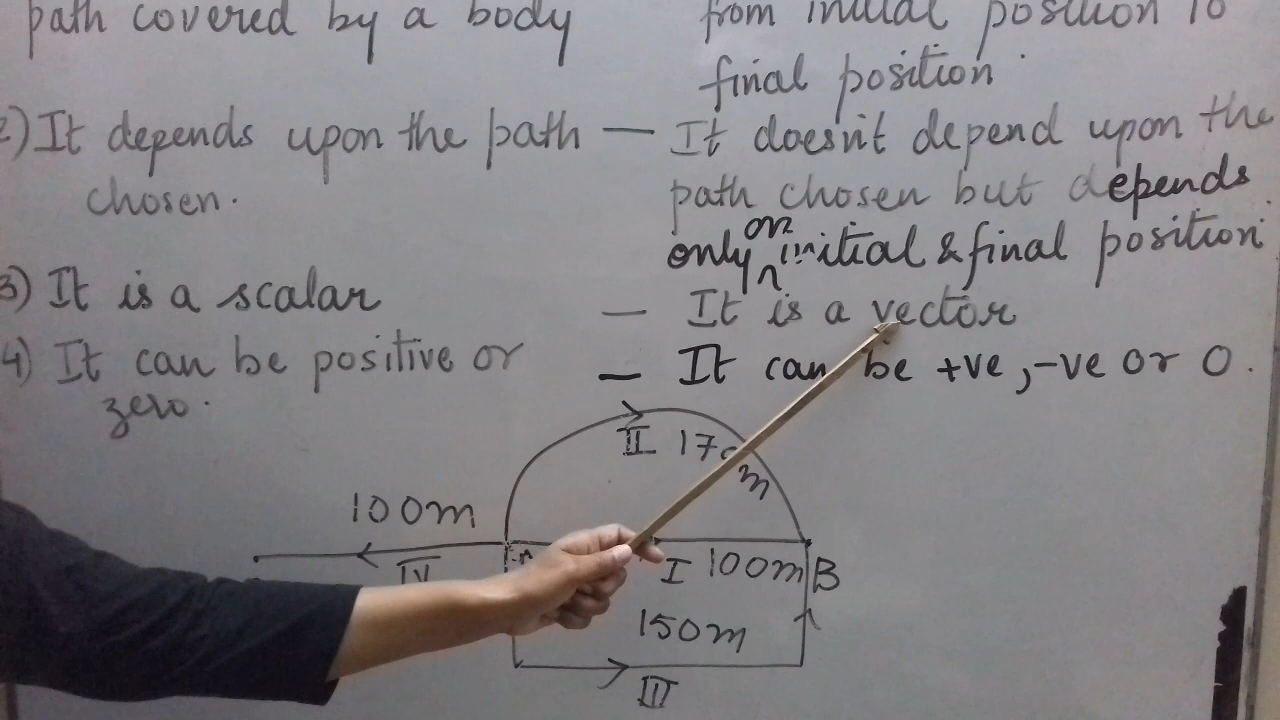 path covered by a body
from initial position to
final position.
2) It depends upon the path
chosen.
— It doesn't depend upon the
path chosen but depends
only on initial & final position.
3) It is a scalar
— It is a vector
4) It can be positive or
zero.
— It can be +ve, -ve or 0.
II 170 m
100m
IV
I 100m B
150m
III